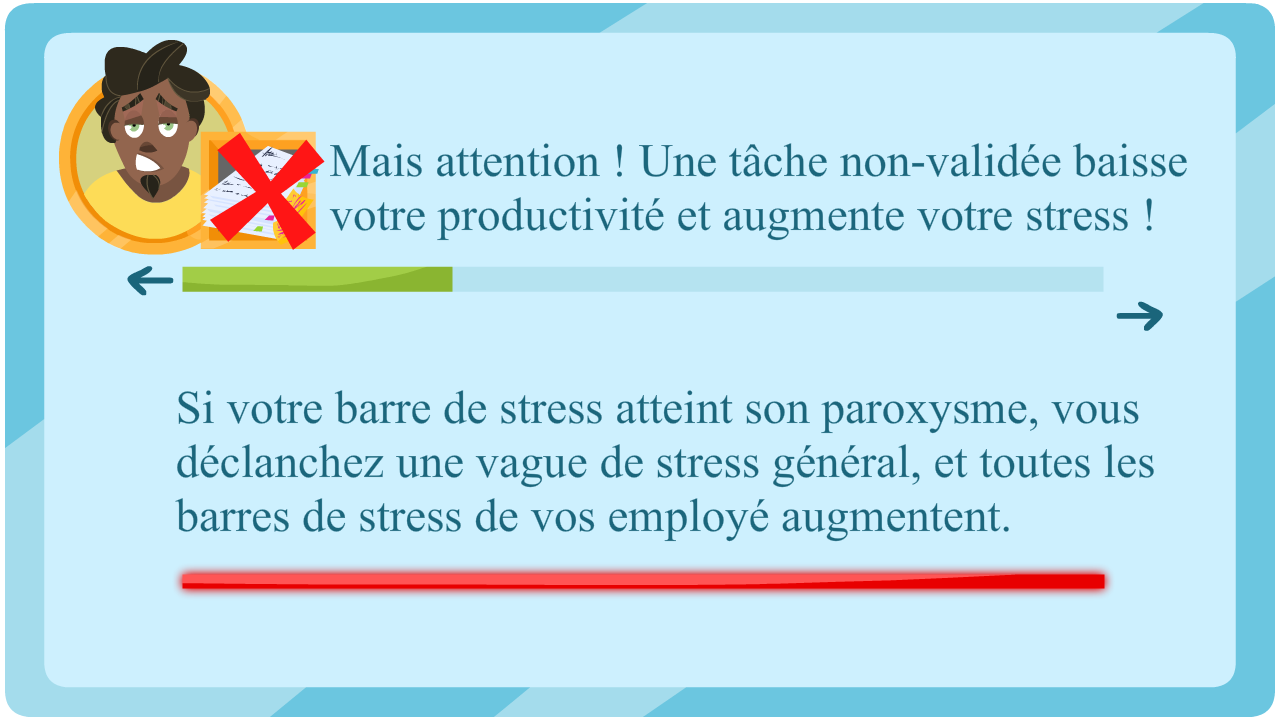 Mais attention ! Une tâche non-validée baisse
votre productivité et augmente votre stress !
Si votre barre de stress atteint son paroxysme, vous
déclanchez une vague de stress général, et toutes les
barres de stress de vos employé augmentent.